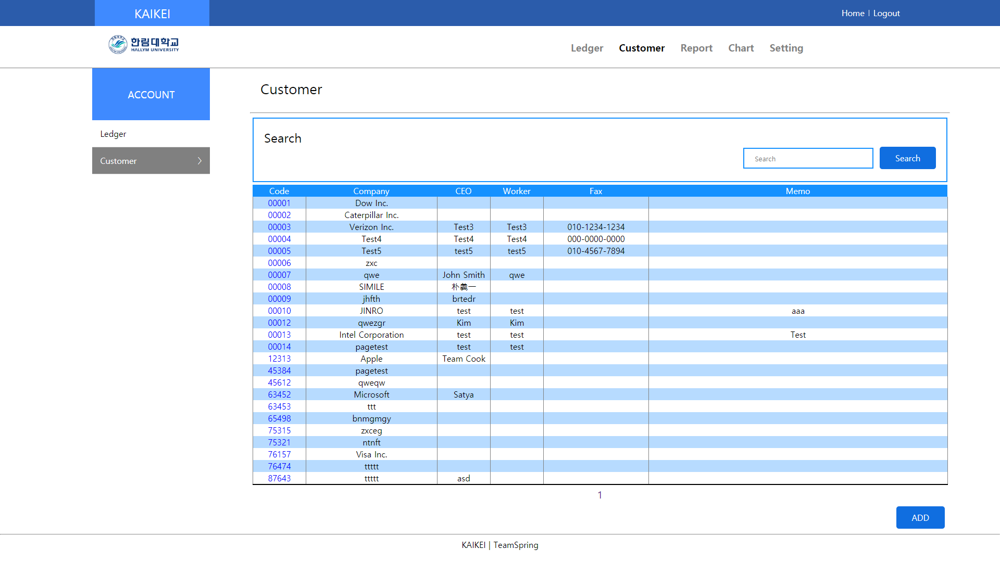 KAIKEI
Home | Logout
한림대학교
HALLYM UNIVERSITY
Ledger Customer Report Chart Setting
ACCOUNT
Ledger
Customer
Customer
Search
Search Search
Code Company CEO Worker Fax Memo
00001 Dow Inc.
00002 Caterpillar Inc.
00003 Verizon Inc. Test3 Test3 010-1234-1234
00004 Test4 Test4 Test4 000-0000-0000
00005 Test5 test5 test5 010-4567-7894
00006 zxc
00007 qwe John Smith qwe
00008 SIMILE 朴義一
00009 jhfth brtedr
00010 JINRO test test aaa
00012 qwezgr Kim Kim
00013 Intel Corporation test test Test
00014 pagetest test test
12313 Apple Team Cook
45384 pagetest
45612 qweqw
63452 Microsoft Satya
63453 ttt
65498 bnmgmgy
75315 zxceg
75321 ntnft
76157 Visa Inc.
76474 ttttt
87643 ttttt asd
1
ADD
KAIKEI | TeamSpring